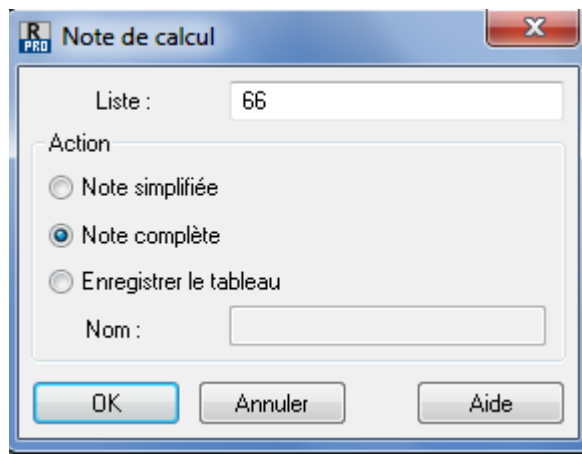 R PRO Note de calcul
Liste : 66
Action
Note simplifiée
Note complète
Enregistrer le tableau
Nom :
OK Annuler Aide